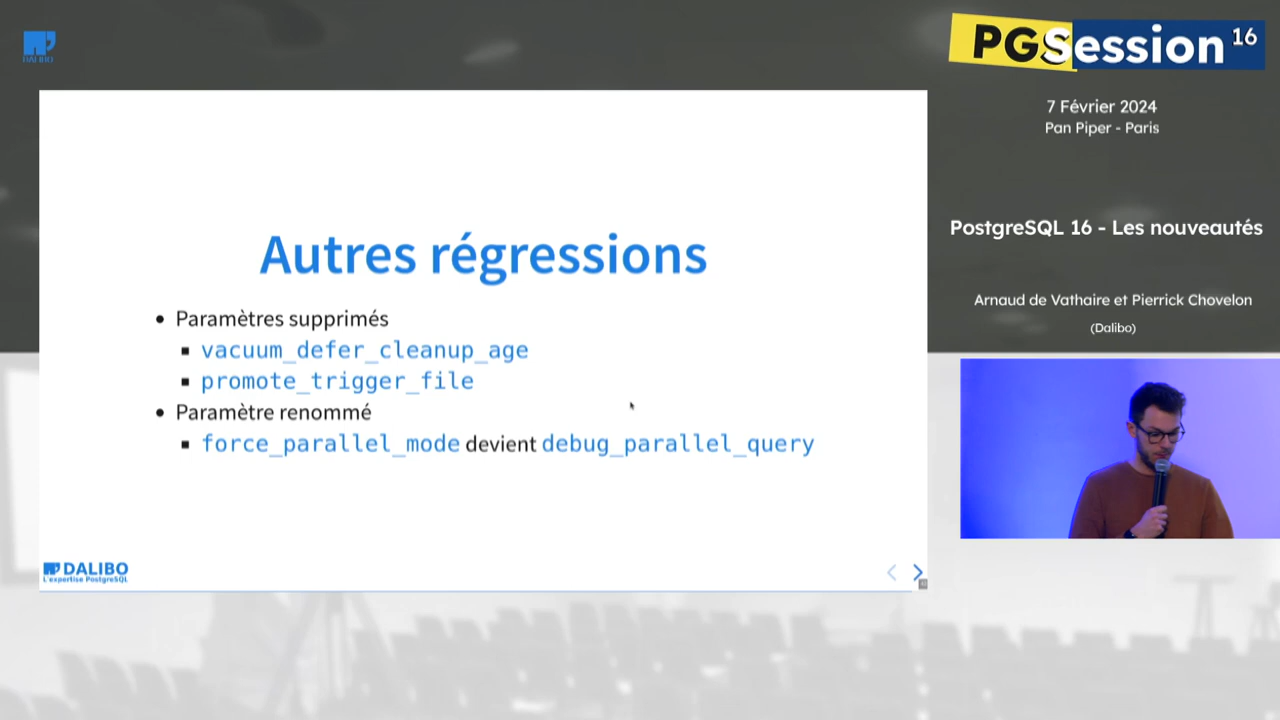 DALIBO
PGSession 16
7 Février 2024
Pan Piper - Paris
PostgreSQL 16 - Les nouveautés
Arnaud de Vathaire et Pierrick Chovelon
(Dalibo)
Autres régressions
Paramètres supprimés
vacuum_defer_cleanup_age
promote_trigger_file
Paramètre renommé
force_parallel_mode devient debug_parallel_query
DALIBO
L'expertise PostgreSQL